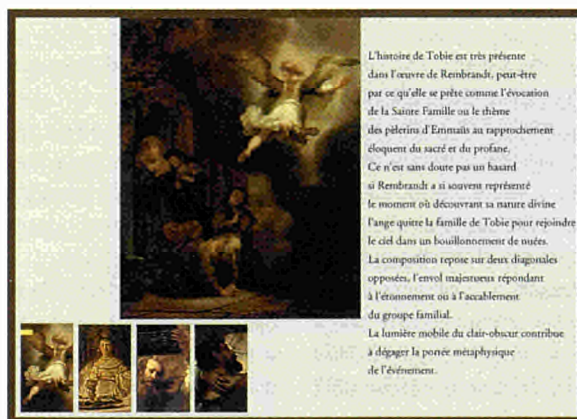 L'histoire de Tobie est très présente
dans l'œuvre de Rembrandt, peut-être
par ce qu'elle se prête comme l'évocation
de la Sainte Famille ou le thème
des pèlerins d'Emmaüs au rapprochement
éloquent du sacré et du profane.
Ce n'est sans doute pas un hasard
si Rembrandt a si souvent représenté
le moment où découvrant sa nature divine
l'ange quitte la famille de Tobie pour rejoindre
le ciel dans un bouillonnement de nuées.
La composition repose sur deux diagonales
opposées, l'envol majestueux répondant
à l'étonnement ou à l'accablement
du groupe familial.
La lumière mobile du clair-obscur contribue
à dégager la portée métaphysique
de l'événement.